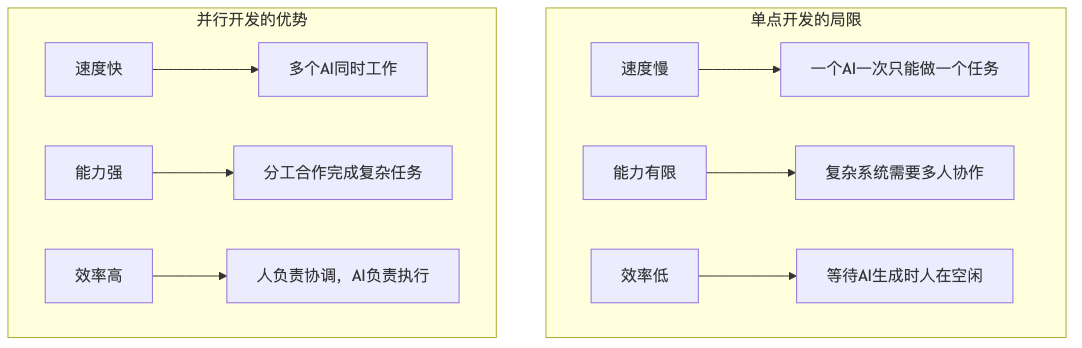 并行开发的优势
速度快
多个AI同时工作
能力强
分工合作完成复杂任务
效率高
人负责协调，AI负责执行
单点开发的局限
速度慢
一个AI一次只能做一个任务
能力有限
复杂系统需要多人协作
效率低
等待AI生成时人在空闲